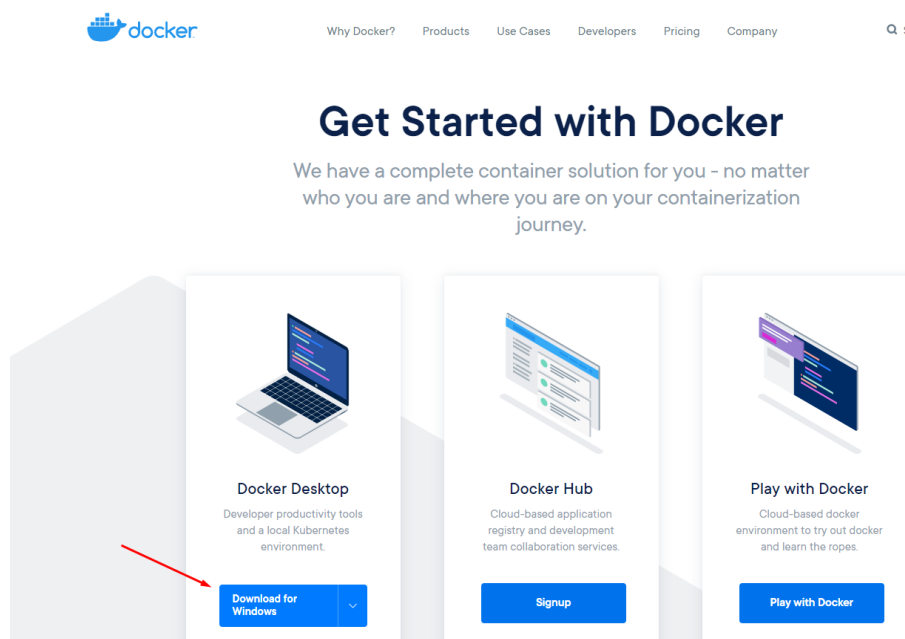 docker
Why Docker?
Products
Use Cases
Developers
Pricing
Company
Get Started with Docker
We have a complete container solution for you - no matter
who you are and where you are on your containerization
journey.
Docker Desktop
Developer productivity tools
and a local Kubernetes
environment.
Download for
Windows
Docker Hub
Cloud-based application
registry and development
team collaboration services.
Signup
Play with Docker
Cloud-based docker
environment to try out docker
and learn the ropes.
Play with Docker